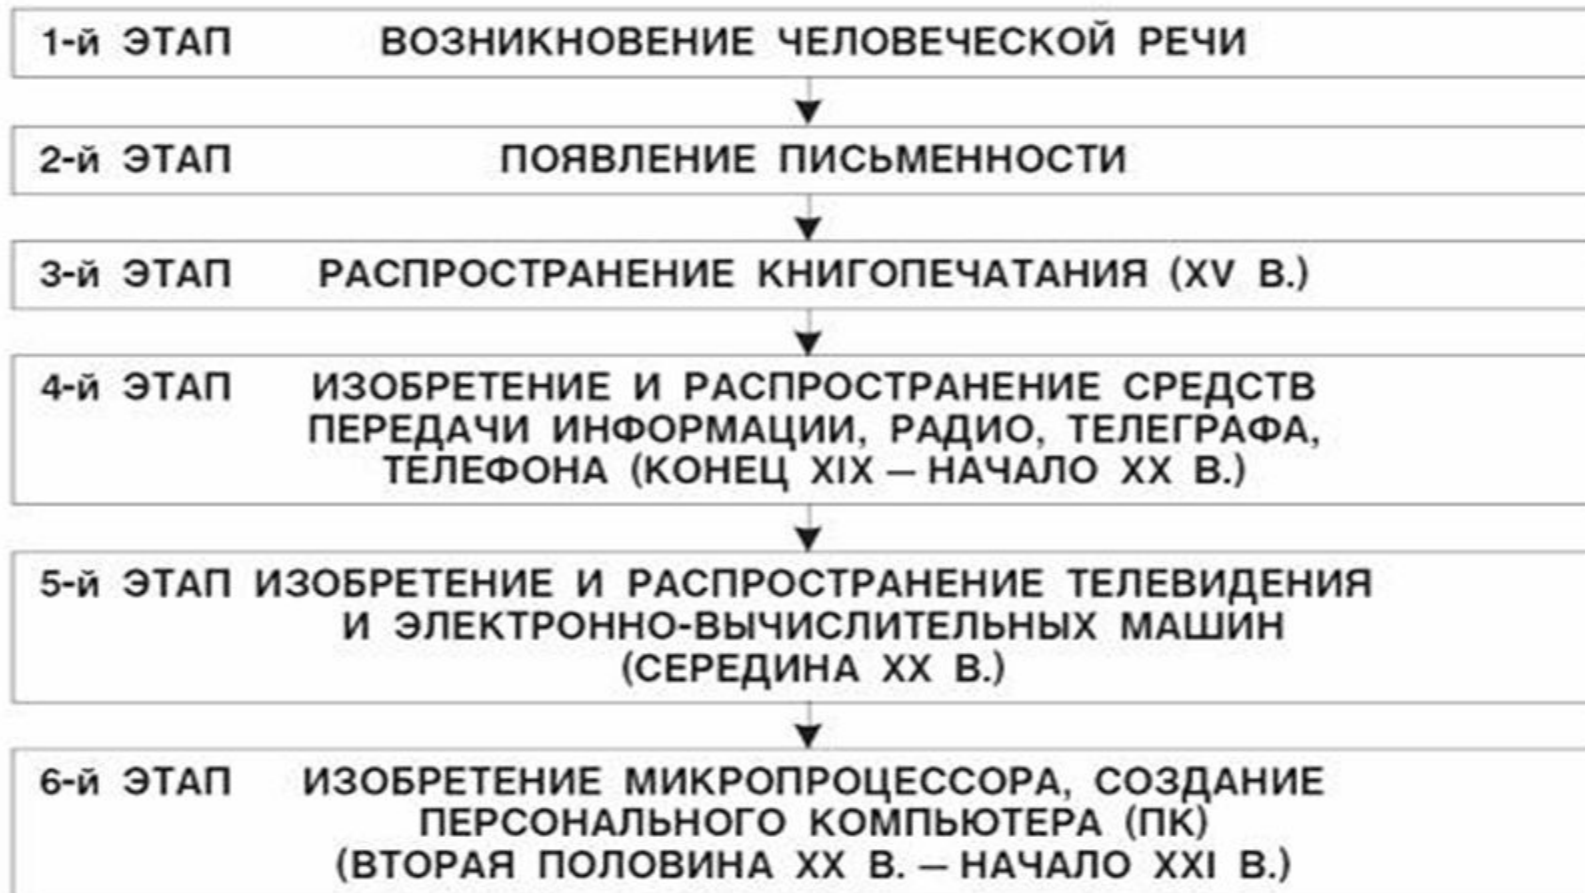 1-й ЭТАП ВОЗНИКНОВЕНИЕ ЧЕЛОВЕЧЕСКОЙ РЕЧИ
2-й ЭТАП ПОЯВЛЕНИЕ ПИСЬМЕННОСТИ
3-й ЭТАП РАСПРОСТРАНЕНИЕ КНИГОПЕЧАТАНИЯ (XV В.)
4-й ЭТАП ИЗОБРЕТЕНИЕ И РАСПРОСТРАНЕНИЕ СРЕДСТВ
ПЕРЕДАЧИ ИНФОРМАЦИИ, РАДИО, ТЕЛЕГРАФА,
ТЕЛЕФОНА (КОНЕЦ XIX — НАЧАЛО XX В.)
5-й ЭТАП ИЗОБРЕТЕНИЕ И РАСПРОСТРАНЕНИЕ ТЕЛЕВИДЕНИЯ
И ЭЛЕКТРОННО-ВЫЧИСЛИТЕЛЬНЫХ МАШИН
(СЕРЕДИНА XX В.)
6-й ЭТАП ИЗОБРЕТЕНИЕ МИКРОПРОЦЕССОРА, СОЗДАНИЕ
ПЕРСОНАЛЬНОГО КОМПЬЮТЕРА (ПК)
(ВТОРАЯ ПОЛОВИНА XX В. — НАЧАЛО XXI В.)